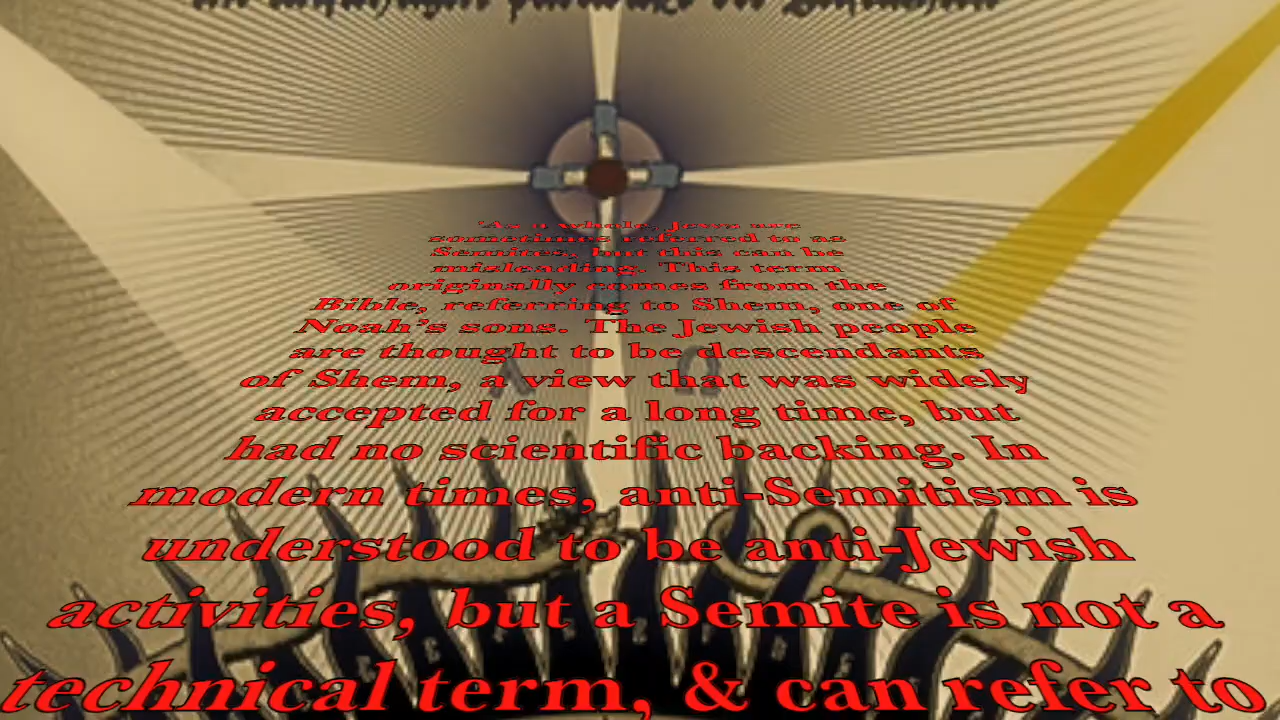 "As a whole, Jews are
sometimes referred to as
Semites, but this can be
misleading. This term
originally comes from the
Bible, referring to Shem, one of
Noah's sons. The Jewish people
are thought to be descendants
of Shem, a view that was widely
accepted for a long time, but
had no scientific backing. In
modern times, anti-Semitism is
understood to be anti-Jewish
activities, but a Semite is not a
technical term, & can refer to
Λ Ω